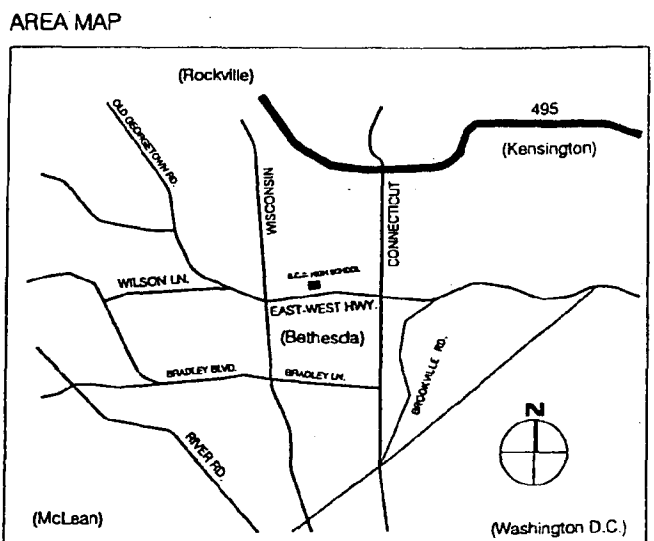 AREA MAP
(Rockville)
495
(Kensington)
OLD GEORGETOWN RD.
WISCONSIN
CONNECTICUT
WILSON LN.
HIGH SCHOOL
EAST-WEST HWY.
(Bethesda)
BRADLEY BLVD.
BRADLEY LN.
BROOKVILLE RD.
N
RIVER RD.
(McLean)
(Washington D.C.)